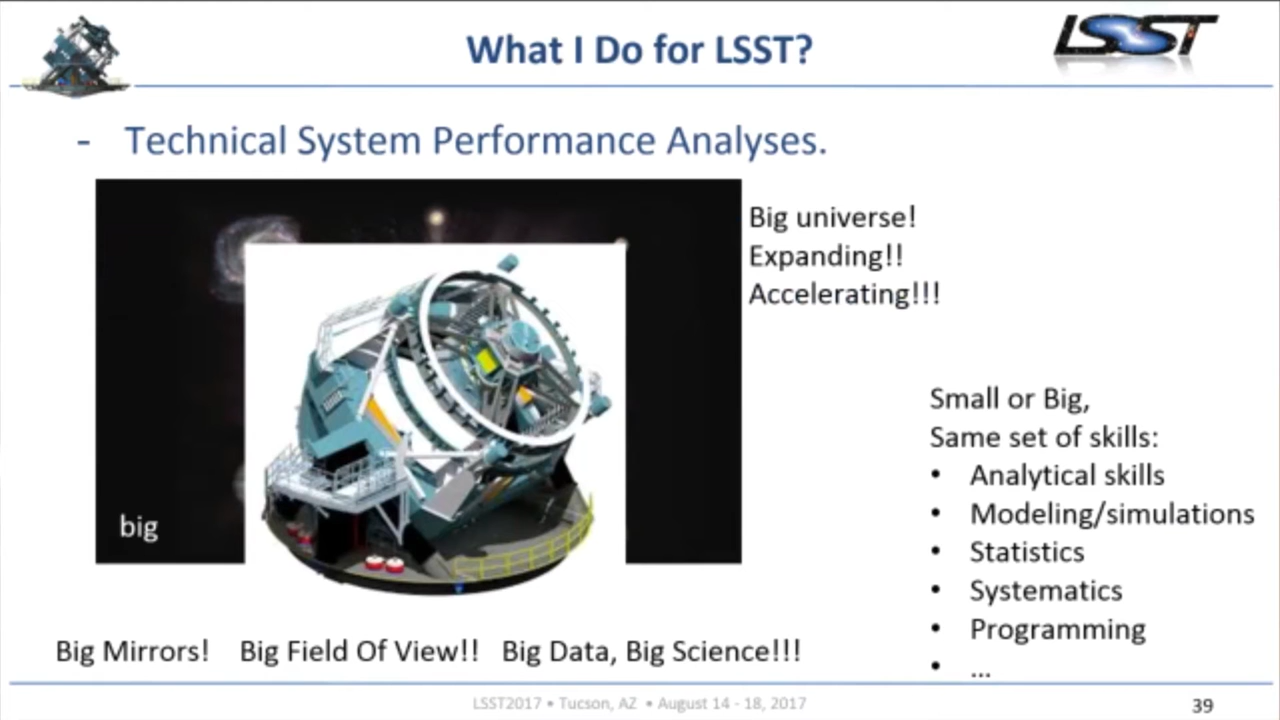 What I Do for LSST?
LSST
- Technical System Performance Analyses.
Big universe!
Expanding!!
Accelerating!!!
big
Small or Big,
Same set of skills:
• Analytical skills
• Modeling/simulations
• Statistics
• Systematics
• Programming
• ...
Big Mirrors! Big Field Of View!! Big Data, Big Science!!!
LSST2017 • Tucson, AZ • August 14 - 18, 2017
39